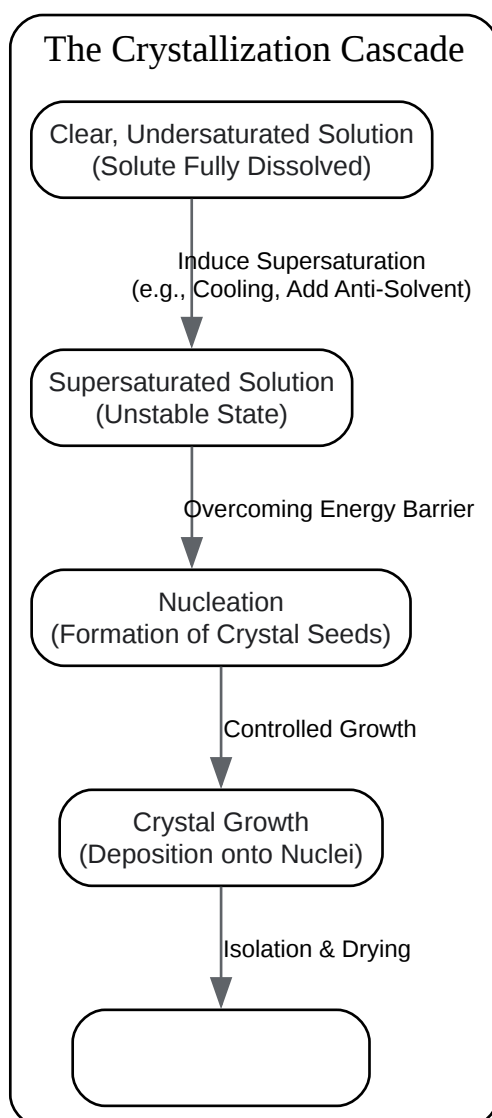 The Crystallization Cascade
Clear, Undersaturated Solution
(Solute Fully Dissolved)
Induce Supersaturation
(e.g., Cooling, Add Anti-Solvent)
Supersaturated Solution
(Unstable State)
Overcoming Energy Barrier
Nucleation
(Formation of Crystal Seeds)
Controlled Growth
Crystal Growth
(Deposition onto Nuclei)
Isolation & Drying